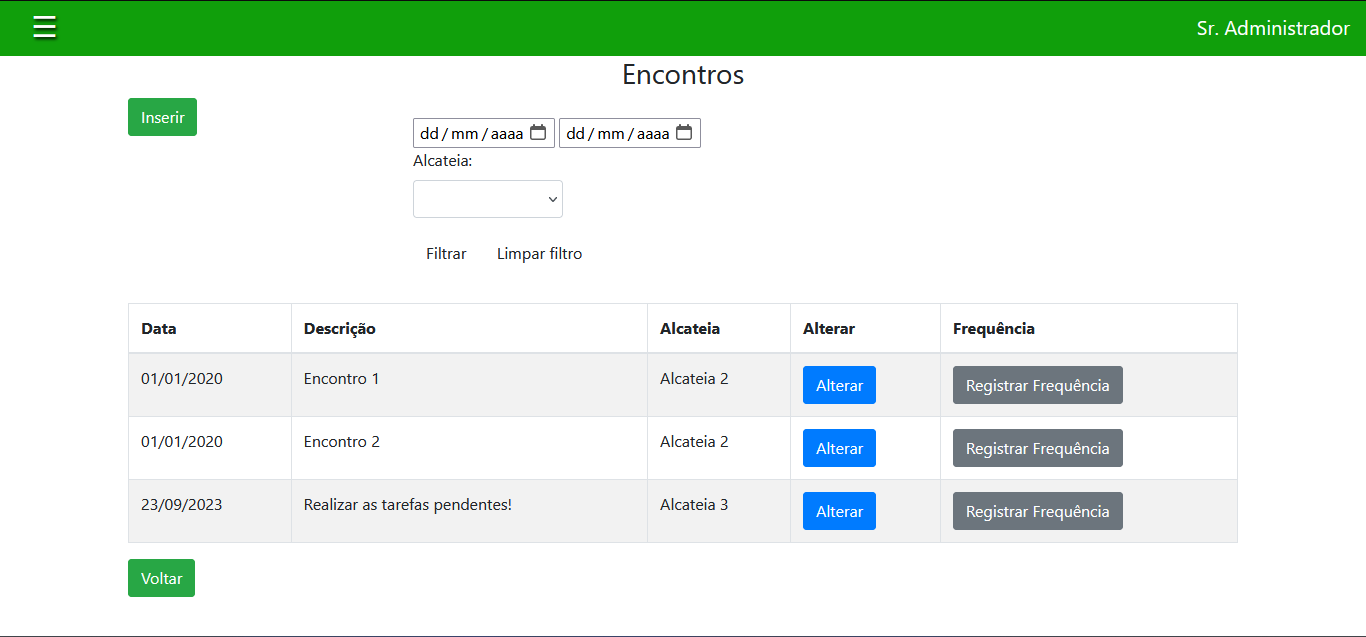 Sr. Administrador
Encontros
Inserir
dd/mm/aaaa dd/mm/aaaa
Alcateia:
Filtrar Limpar filtro
Data Descrição Alcateia Alterar Frequência
01/01/2020 Encontro 1 Alcateia 2 Alterar Registrar Frequência
01/01/2020 Encontro 2 Alcateia 2 Alterar Registrar Frequência
23/09/2023 Realizar as tarefas pendentes! Alcateia 3 Alterar Registrar Frequência
Voltar